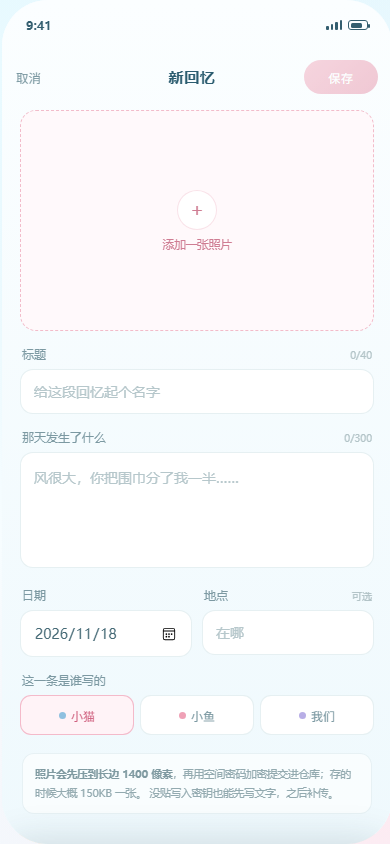 9:41
取消
新回忆
保存
+
添加一张照片
标题
0/40
给这段回忆起个名字
那天发生了什么
0/300
风很大，你把围巾分了我一半……
日期
地点
可选
2026/11/18
在哪
这一条是谁写的
小猫
小鱼
我们
照片会先压到长边 1400 像素，再用空间密码加密提交进仓库；存的
时候大概 150KB 一张。 没贴写入密钥也能先写文字，之后补传。